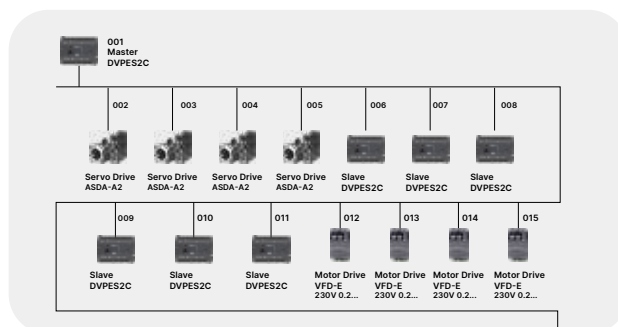 001
Master
DVPES2C
002
003
004
005
006
007
008
Servo Drive
ASDA-A2
Servo Drive
ASDA-A2
Servo Drive
ASDA-A2
Servo Drive
ASDA-A2
Slave
DVPES2C
Slave
DVPES2C
Slave
DVPES2C
009
010
011
012
013
014
015
Slave
DVPES2C
Slave
DVPES2C
Slave
DVPES2C
Motor Drive
VFD-E
230V 0.2...
Motor Drive
VFD-E
230V 0.2...
Motor Drive
VFD-E
230V 0.2...
Motor Drive
VFD-E
230V 0.2...